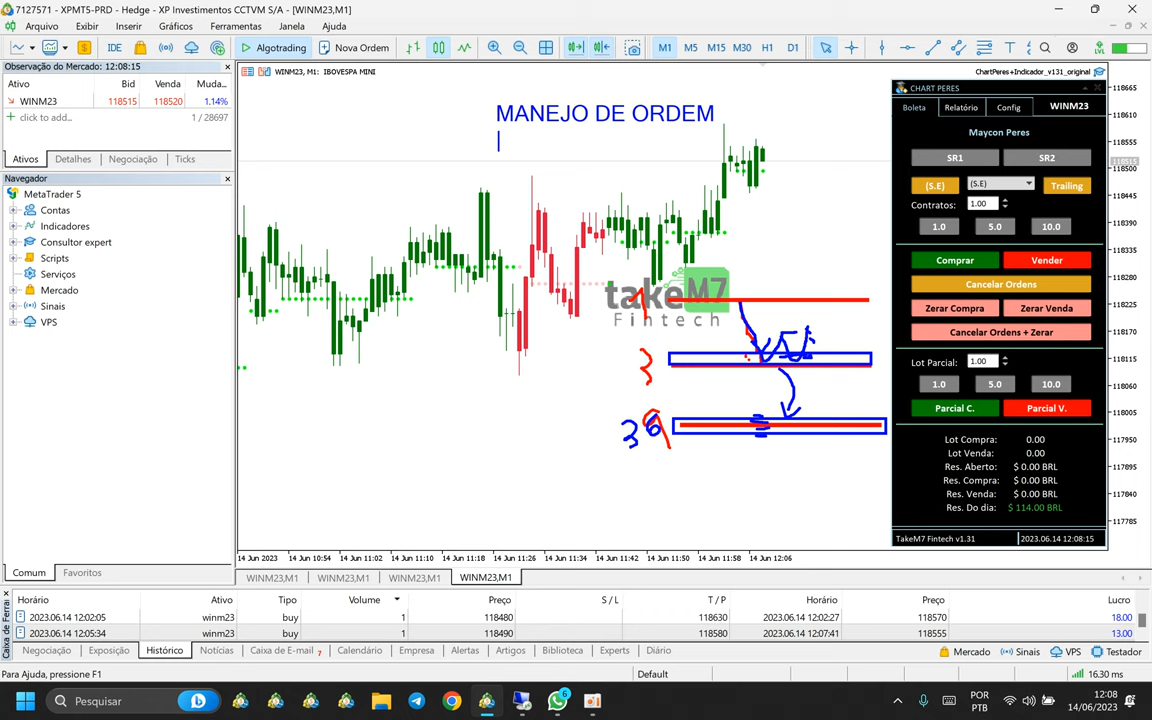 7127571 - XPMT5-PRD - Hedge - XP Investimentos CCTVM S/A - [WINM23,M1]
Arquivo Exibir Inserir Gráficos Ferramentas Janela Ajuda
IDE Algotrading Nova Ordem M1 M5 M15 M30 H1 D1
Observação do Mercado: 12:08:15
Ativo Bid Venda Muda...
WINM23 118515 118520 1.14%
click to add... 1 / 28697
Ativos Detalhes Negociação Ticks
Navegador
MetaTrader 5
Contas
Indicadores
Consultor expert
Scripts
Serviços
Mercado
Sinais
VPS
Comum Favoritos
WINM23, M1: IBOVESPA MINI
ChartPeres+Indicador_v131_original
MANEJO DE ORDEM
takeM7
Fintech
3
36
CHART PERES
Boleta Relatório Config WINM23
Maycon Peres
SR1 SR2
(S.E) (S.E) Trailing
Contratos: 1.00
1.0 5.0 10.0
Comprar Vender
Cancelar Ordens
Zerar Compra Zerar Venda
Cancelar Ordens + Zerar
Lot Parcial: 1.00
1.0 5.0 10.0
Parcial C. Parcial V.
Lot Compra: 0.00
Lot Venda: 0.00
Res. Aberto: $ 0.00 BRL
Res. Compra: $ 0.00 BRL
Res. Venda: $ 0.00 BRL
Res. Do dia: $ 114.00 BRL
TakeM7 Fintech v1.31 2023.06.14 12:08:15
118665
118610
118555
118515
118500
118445
118390
118335
118280
118225
118170
118115
118060
118005
117950
117895
117840
117785
14 Jun 2023 14 Jun 10:54 14 Jun 11:02 14 Jun 11:10 14 Jun 11:18 14 Jun 11:26 14 Jun 11:34 14 Jun 11:42 14 Jun 11:50 14 Jun 11:58 14 Jun 12:06
WINM23,M1 WINM23,M1 WINM23,M1 WINM23,M1
Horário Ativo Tipo Volume Preço S / L T / P Horário Preço Lucro
2023.06.14 12:02:05 winm23 buy 1 118480 118630 2023.06.14 12:02:27 118570 18.00
2023.06.14 12:05:34 winm23 buy 1 118490 118580 2023.06.14 12:07:41 118555 13.00
Caixa de Ferra
Negociação Exposição Histórico Notícias Caixa de E-mail 7 Calendário Empresa Alertas Artigos Biblioteca Experts Diário
Mercado Sinais VPS Testador
Para Ajuda, pressione F1 Default 16.30 ms
Pesquisar
6
POR
PTB
12:08
14/06/2023